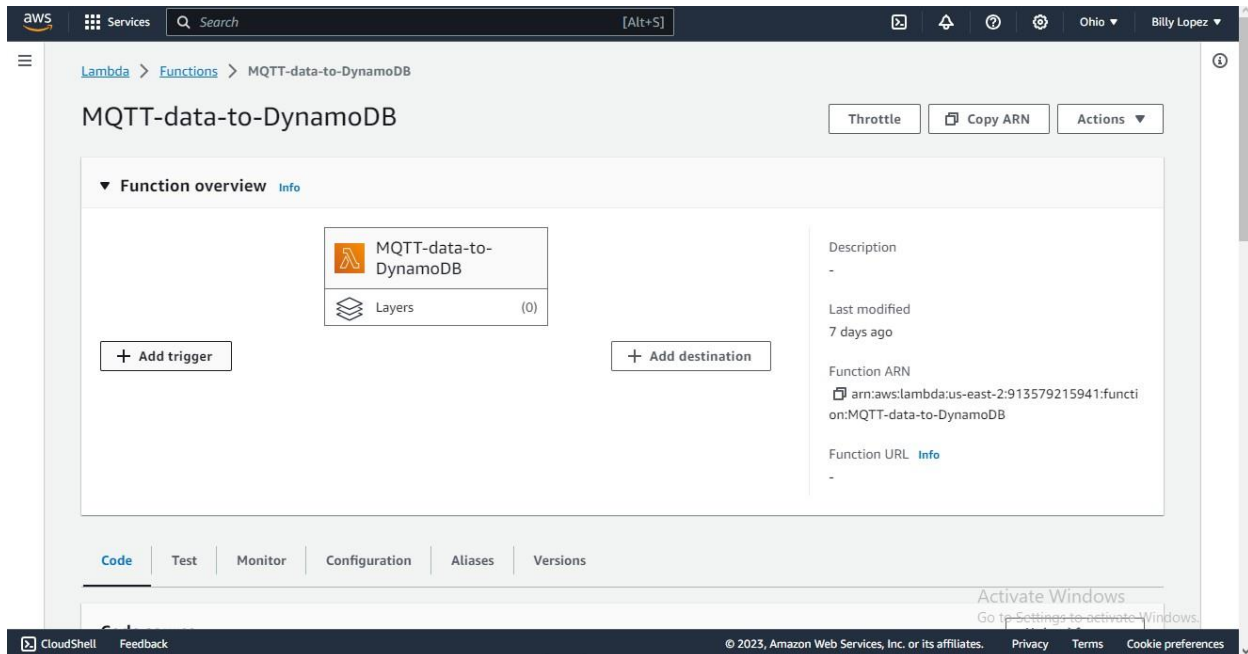 aws
Services
Search
[Alt+S]
Ohio
Billy Lopez
Lambda > Functions > MQTT-data-to-DynamoDB
MQTT-data-to-DynamoDB
Throttle
Copy ARN
Actions
Function overview Info
MQTT-data-to-
DynamoDB
Layers (0)
+ Add trigger
+ Add destination
Description
-
Last modified
7 days ago
Function ARN
arn:aws:lambda:us-east-2:913579215941:functi
on:MQTT-data-to-DynamoDB
Function URL Info
-
Code
Test
Monitor
Configuration
Aliases
Versions
Activate Windows
Go to Settings to activate Windows.
CloudShell
Feedback
© 2023, Amazon Web Services, Inc. or its affiliates.
Privacy
Terms
Cookie preferences